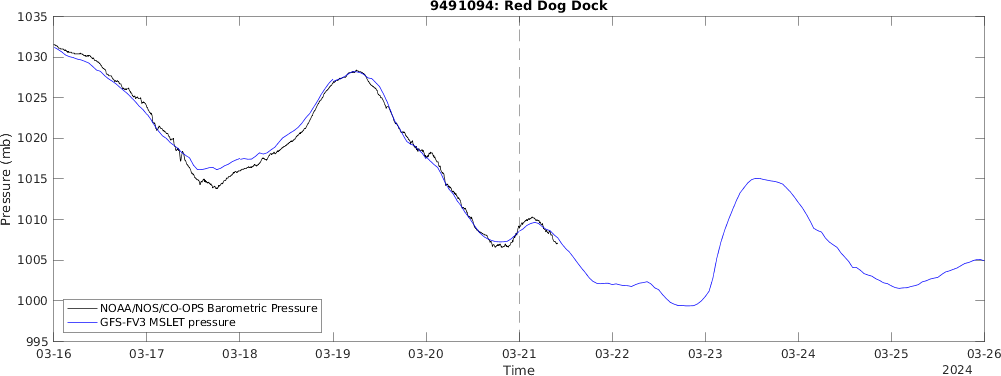 9491094: Red Dog Dock
Pressure (mb)
1035
1030
1025
1020
1015
1010
1005
1000
995
NOAA/NOS/CO-OPS Barometric Pressure
GFS-FV3 MSLET pressure
03-16 03-17 03-18 03-19 03-20 03-21 03-22 03-23 03-24 03-25 03-26
Time
2024